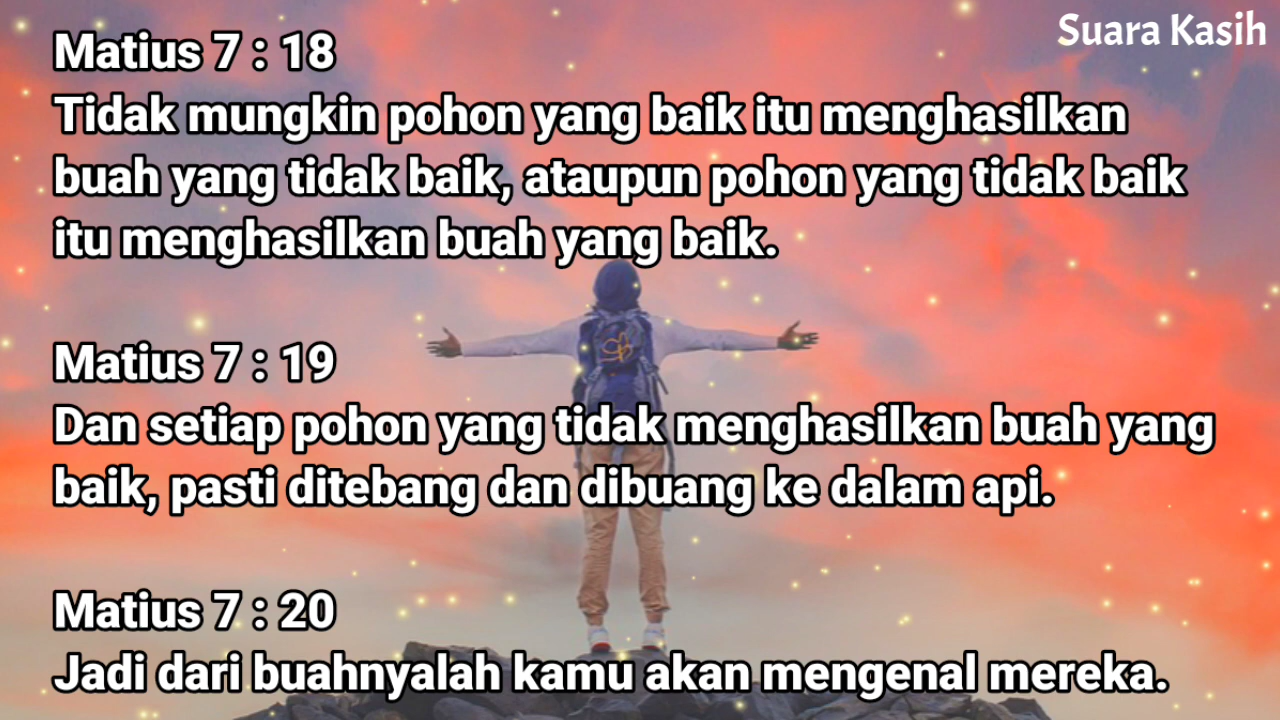 Suara Kasih
Matius 7 : 18
Tidak mungkin pohon yang baik itu menghasilkan
buah yang tidak baik, ataupun pohon yang tidak baik
itu menghasilkan buah yang baik.
Matius 7 : 19
Dan setiap pohon yang tidak menghasilkan buah yang
baik, pasti ditebang dan dibuang ke dalam api.
Matius 7 : 20
Jadi dari buahnyalah kamu akan mengenal mereka.